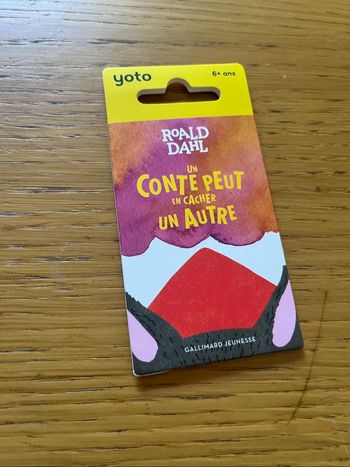 yoto
6+ ans
ROALD
DAHL
UN
CONTE PEUT
EN CACHER
UN AUTRE
GALLIMARD JEUNESSE